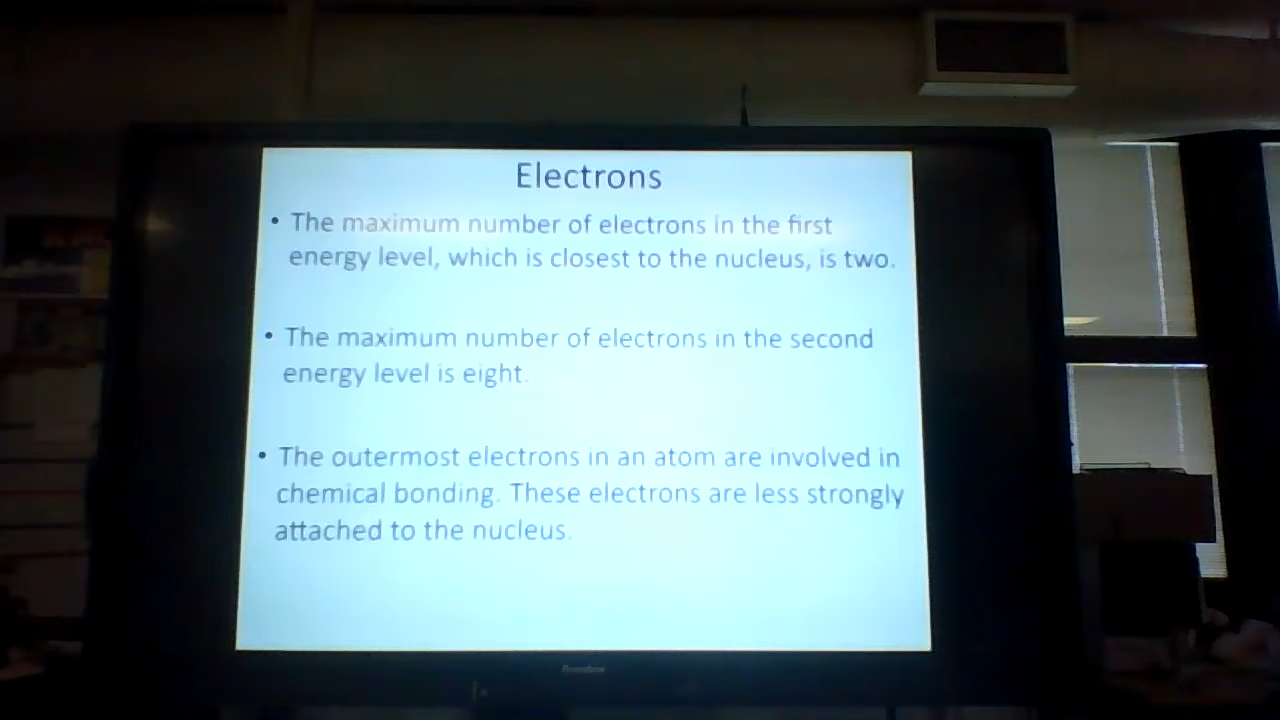 Electrons
• The maximum number of electrons in the first
energy level, which is closest to the nucleus, is two.
• The maximum number of electrons in the second
energy level is eight.
• The outermost electrons in an atom are involved in
chemical bonding. These electrons are less strongly
attached to the nucleus.